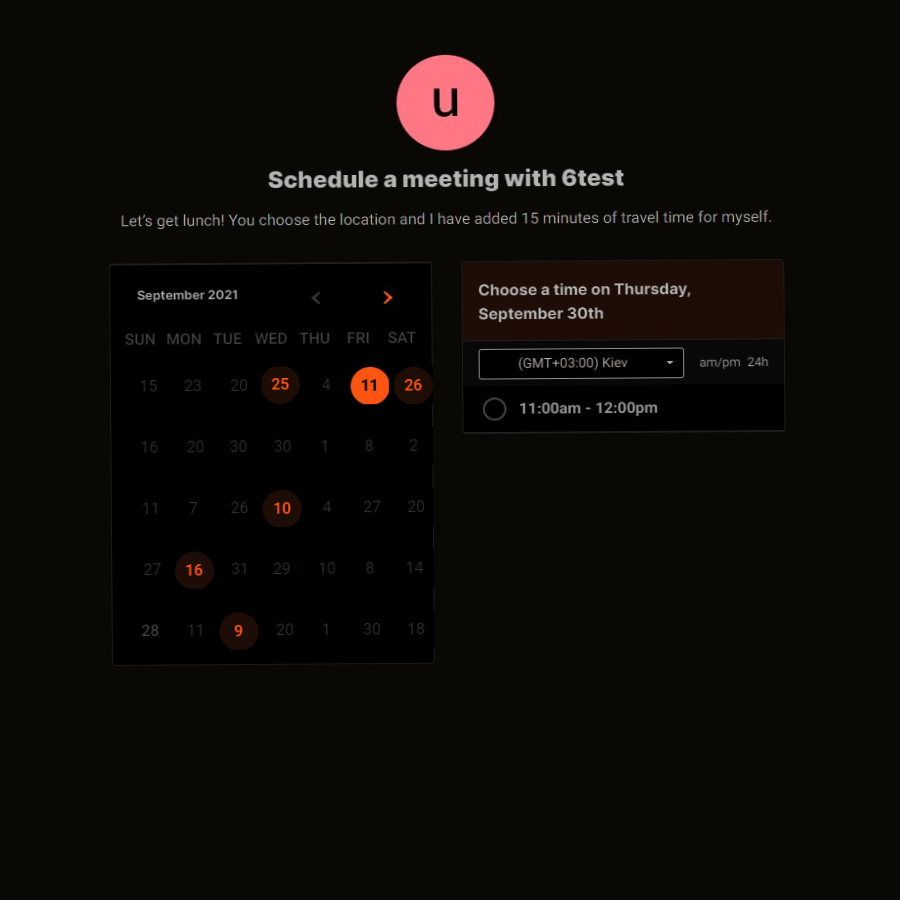 u
Schedule a meeting with 6test
Let's get lunch! You choose the location and I have added 15 minutes of travel time for myself.
September 2021
SUN MON TUE WED THU FRI SAT
15 23 20 25 4 11 26
16 20 30 30 1 8 2
11 7 26 10 4 27 20
27 16 31 29 10 8 14
28 11 9 20 1 30 18
Choose a time on Thursday,
September 30th
(GMT+03:00) Kiev am/pm 24h
11:00am - 12:00pm